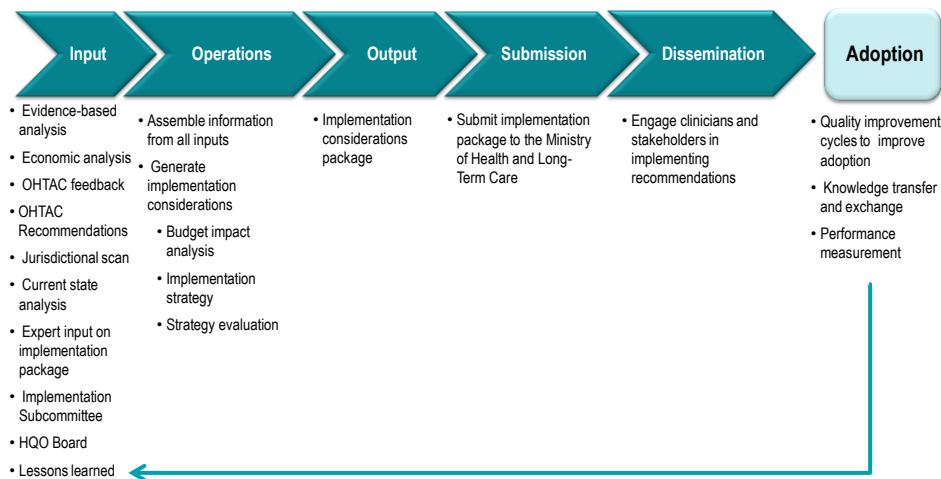 Input
• Evidence-based
analysis
• Economic analysis
• OHTAC feedback
• OHTAC
Recommendations
• Jurisdictional scan
• Current state
analysis
• Expert input on
implementation
package
• Implementation
Subcommittee
• HQO Board
• Lessons learned
Operations
• Assemble information
from all inputs
• Generate
implementation
considerations
• Budget impact
analysis
• Implementation
strategy
• Strategy evaluation
Output
• Implementation
considerations
package
Submission
• Submit implementation
package to the Ministry
of Health and Long-
Term Care
Dissemination
• Engage clinicians and
stakeholders in
implementing
recommendations
Adoption
• Quality improvement
cycles to improve
adoption
• Knowledge transfer
and exchange
• Performance
measurement